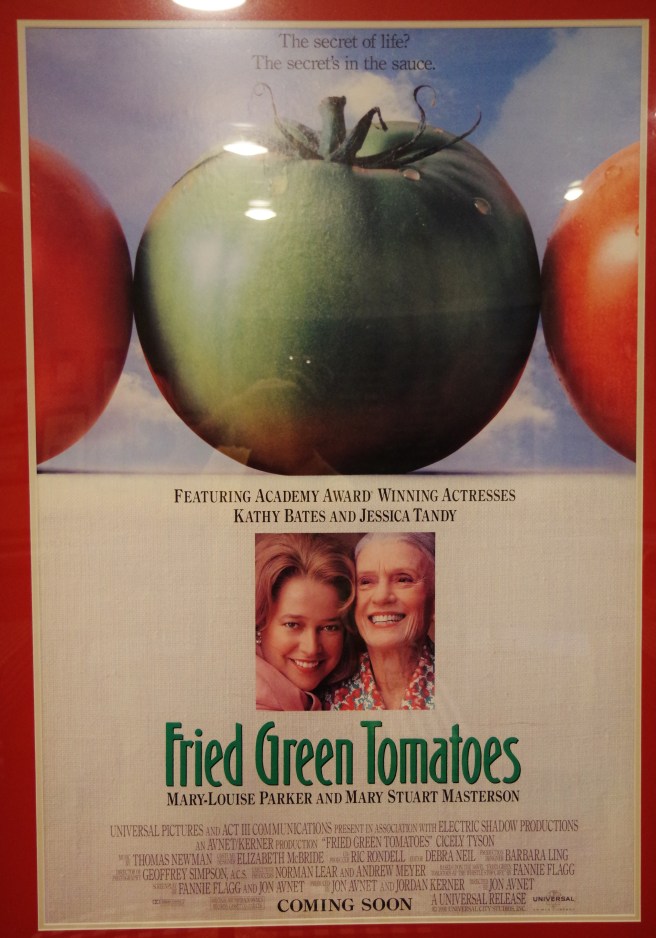 The secret of life?
The secret's in the sauce.
FEATURING ACADEMY AWARD® WINNING ACTRESSES
KATHY BATES AND JESSICA TANDY
Fried Green Tomatoes
MARY-LOUISE PARKER AND MARY STUART MASTERSON
UNIVERSAL PICTURES AND ACT III COMMUNICATIONS PRESENT IN ASSOCIATION WITH ELECTRIC SHADOW PRODUCTIONS
AN AVNET/KERNER PRODUCTION "FRIED GREEN TOMATOES" CICELY TYSON
THOMAS NEWMAN ELIZABETH McBRIDE RIC RONDELL DEBRA NEIL BARBARA LING
GEOFFREY SIMPSON, A.C.S. NORMAN LEAR AND ANDREW MEYER FANNIE FLAGG
FANNIE FLAGG AND JON AVNET JON AVNET AND JORDAN KERNER JON AVNET
COMING SOON A UNIVERSAL RELEASE UNIVERSAL
UNIVERSAL CITY STUDIOS, INC.